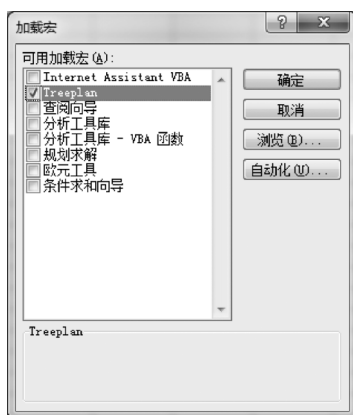 加载宏
可用加载宏(A):
Internet Assistant VBA
Treeplan
查阅向导
分析工具库
分析工具库 - VBA 函数
规划求解
欧元工具
条件求和向导
确定
取消
浏览(B)...
自动化(U)...
Treeplan